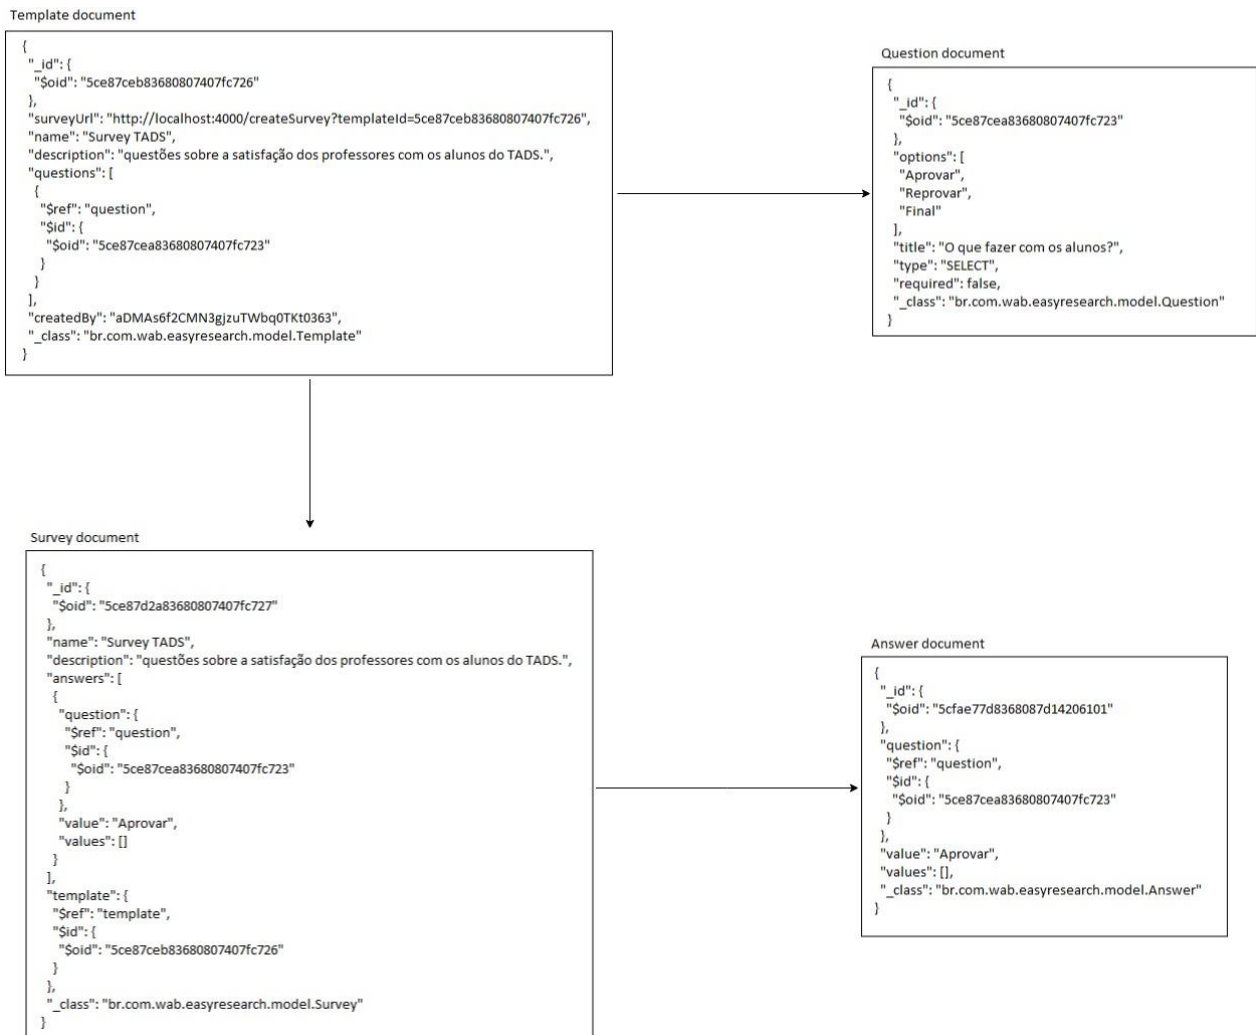 Template document
{
"_id": {
"$oid": "5ce87ceb83680807407fc726"
},
"surveyUrl": "http://localhost:4000/createSurvey?templateId=5ce87ceb83680807407fc726",
"name": "Survey TADS",
"description": "questões sobre a satisfação dos professores com os alunos do TADS.",
"questions": [
{
"$ref": "question",
"$id": {
"$oid": "5ce87cea83680807407fc723"
}
}
],
"createdBy": "aDMAs6f2CMN3gjzuTWbq0TKt0363",
"_class": "br.com.wab.easyresearch.model.Template"
}
Question document
{
"_id": {
"$oid": "5ce87cea83680807407fc723"
},
"options": [
"Aprovar",
"Reprovar",
"Final"
],
"title": "O que fazer com os alunos?",
"type": "SELECT",
"required": false,
"_class": "br.com.wab.easyresearch.model.Question"
}
Survey document
{
"_id": {
"$oid": "5ce87d2a83680807407fc727"
},
"name": "Survey TADS",
"description": "questões sobre a satisfação dos professores com os alunos do TADS.",
"answers": [
{
"question": {
"$ref": "question",
"$id": {
"$oid": "5ce87cea83680807407fc723"
}
},
"value": "Aprovar",
"values": []
}
],
"template": {
"$ref": "template",
"$id": {
"$oid": "5ce87ceb83680807407fc726"
}
},
"_class": "br.com.wab.easyresearch.model.Survey"
}
Answer document
{
"_id": {
"$oid": "5cfae77d8368087d14206101"
},
"question": {
"$ref": "question",
"$id": {
"$oid": "5ce87cea83680807407fc723"
}
},
"value": "Aprovar",
"values": [],
"_class": "br.com.wab.easyresearch.model.Answer"
}